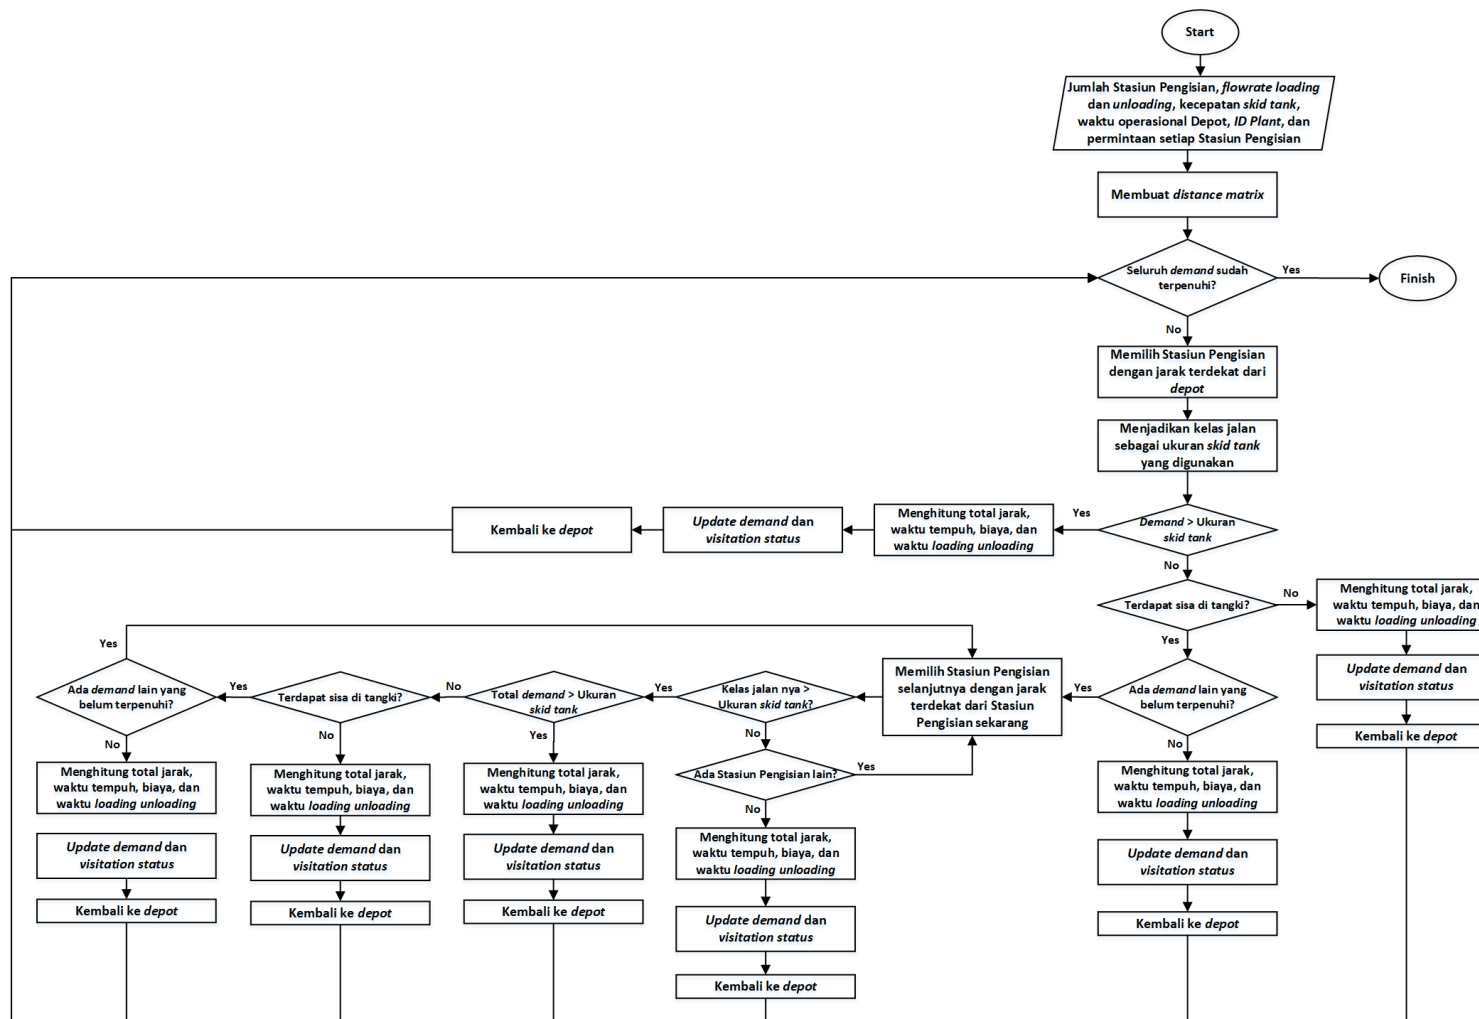 Start
Jumlah Stasiun Pengisian, flowrate loading
dan unloading, kecepatan skid tank,
waktu operasional Depot, ID Plant, dan
permintaan setiap Stasiun Pengisian
Membuat distance matrix
Seluruh demand sudah
terpenuhi?
Yes
Finish
No
Memilih Stasiun Pengisian
dengan jarak terdekat dari
depot
Menjadikan kelas jalan
sebagai ukuran skid tank
yang digunakan
Demand > Ukuran
skid tank
Yes
Menghitung total jarak,
waktu tempuh, biaya, dan
waktu loading unloading
Update demand dan
visitation status
Kembali ke depot
No
Terdapat sisa di tangki?
No
Menghitung total jarak,
waktu tempuh, biaya, dan
waktu loading unloading
Update demand dan
visitation status
Kembali ke depot
Yes
Ada demand lain yang
belum terpenuhi?
Yes
No
Menghitung total jarak,
waktu tempuh, biaya, dan
waktu loading unloading
Update demand dan
visitation status
Kembali ke depot
Memilih Stasiun Pengisian
selanjutnya dengan jarak
terdekat dari Stasiun
Pengisian sekarang
Kelas jalan nya >
Ukuran skid tank?
Yes
No
Ada Stasiun Pengisian lain?
Yes
No
Menghitung total jarak,
waktu tempuh, biaya, dan
waktu loading unloading
Update demand dan
visitation status
Kembali ke depot
Total demand > Ukuran
skid tank
No
Yes
Menghitung total jarak,
waktu tempuh, biaya, dan
waktu loading unloading
Update demand dan
visitation status
Kembali ke depot
Terdapat sisa di tangki?
Yes
No
Menghitung total jarak,
waktu tempuh, biaya, dan
waktu loading unloading
Update demand dan
visitation status
Kembali ke depot
Ada demand lain yang
belum terpenuhi?
Yes
No
Menghitung total jarak,
waktu tempuh, biaya, dan
waktu loading unloading
Update demand dan
visitation status
Kembali ke depot